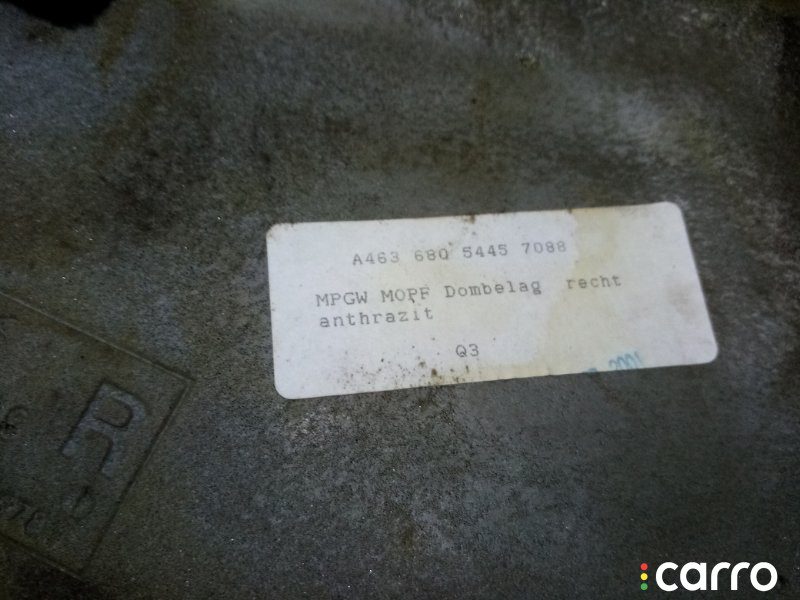 A463 680 5445 7088
MPGW MOPF Dombelag recht
anthrazit
Q3
R
carro